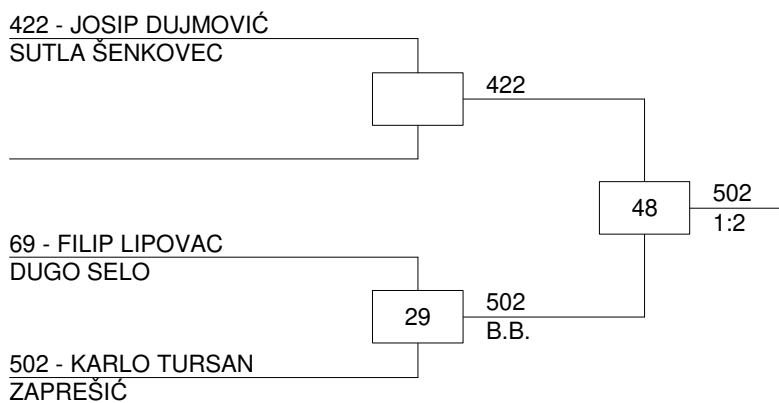 422 - JOSIP DUJMOVIĆ
SUTLA ŠENKOVEC
422
48
502
1:2
69 - FILIP LIPOVAC
DUGO SELO
29
502
B.B.
502 - KARLO TURSAN
ZAPREŠIĆ